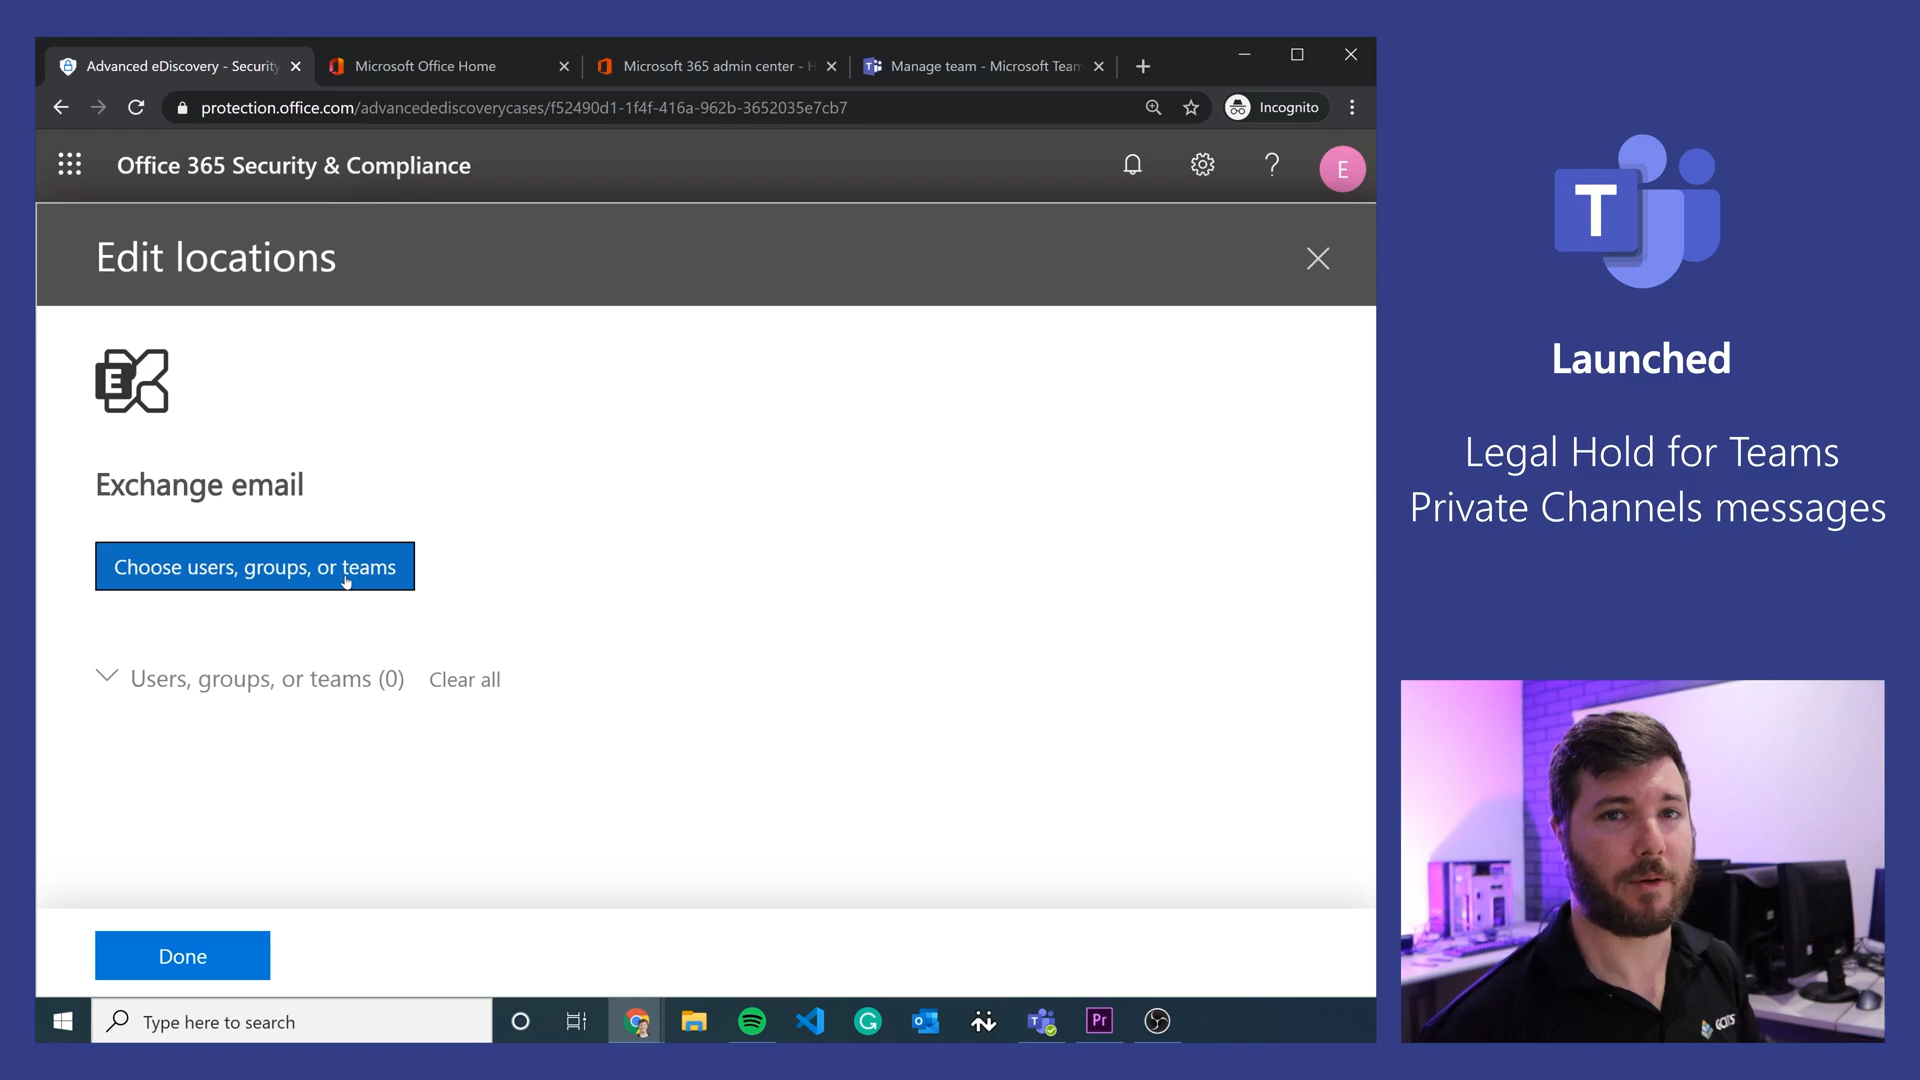 Advanced eDiscovery - Security
Microsoft Office Home
Microsoft 365 admin center - H
Manage team - Microsoft Team
protection.office.com/advancedediscoverycases/f52490d1-1f4f-416a-962b-3652035e7cb7
Incognito
Office 365 Security & Compliance
E
Edit locations
E
Exchange email
Choose users, groups, or teams
Users, groups, or teams (0) Clear all
Done
Type here to search
Pr
T
Launched
Legal Hold for Teams
Private Channels messages
GCITS